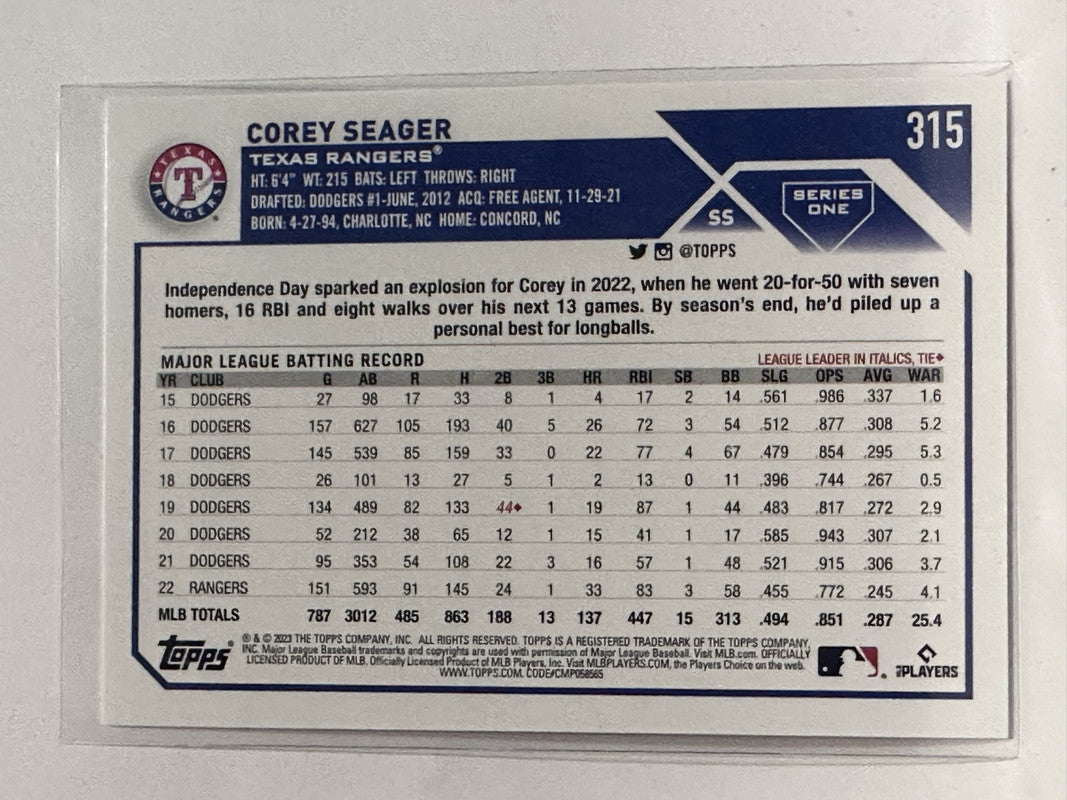 COREY SEAGER
315
TEXAS RANGERS
TEXAS RANGERS®
HT: 6'4" WT: 215 BATS: LEFT THROWS: RIGHT
DRAFTED: DODGERS #1-JUNE, 2012 ACQ: FREE AGENT, 11-29-21
BORN: 4-27-94, CHARLOTTE, NC HOME: CONCORD, NC
SS
SERIES
ONE
@TOPPS
Independence Day sparked an explosion for Corey in 2022, when he went 20-for-50 with seven
homers, 16 RBI and eight walks over his next 13 games. By season's end, he'd piled up a
personal best for longballs.
MAJOR LEAGUE BATTING RECORD LEAGUE LEADER IN ITALICS, TIE♦
YR CLUB G AB R H 2B 3B HR RBI SB BB SLG OPS AVG WAR
15 DODGERS 27 98 17 33 8 1 4 17 2 14 .561 .986 .337 1.6
16 DODGERS 157 627 105 193 40 5 26 72 3 54 .512 .877 .308 5.2
17 DODGERS 145 539 85 159 33 0 22 77 4 67 .479 .854 .295 5.3
18 DODGERS 26 101 13 27 5 1 2 13 0 11 .396 .744 .267 0.5
19 DODGERS 134 489 82 133 44♦ 1 19 87 1 44 .483 .817 .272 2.9
20 DODGERS 52 212 38 65 12 1 15 41 1 17 .585 .943 .307 2.1
21 DODGERS 95 353 54 108 22 3 16 57 1 48 .521 .915 .306 3.7
22 RANGERS 151 593 91 145 24 1 33 83 3 58 .455 .772 .245 4.1
MLB TOTALS 787 3012 485 863 188 13 137 447 15 313 .494 .851 .287 25.4
Topps®
® & © 2023 THE TOPPS COMPANY, INC. ALL RIGHTS RESERVED. TOPPS IS A REGISTERED TRADEMARK OF THE TOPPS COMPANY,
INC. Major League Baseball trademarks and copyrights are used with permission of Major League Baseball. Visit MLB.com. OFFICIALLY
LICENSED PRODUCT OF MLB. Officially Licensed Product of MLB Players, Inc. Visit MLBPLAYERS.COM, the Players Choice on the web.
WWW.TOPPS.COM. CODE#CMP058565
PLAYERS